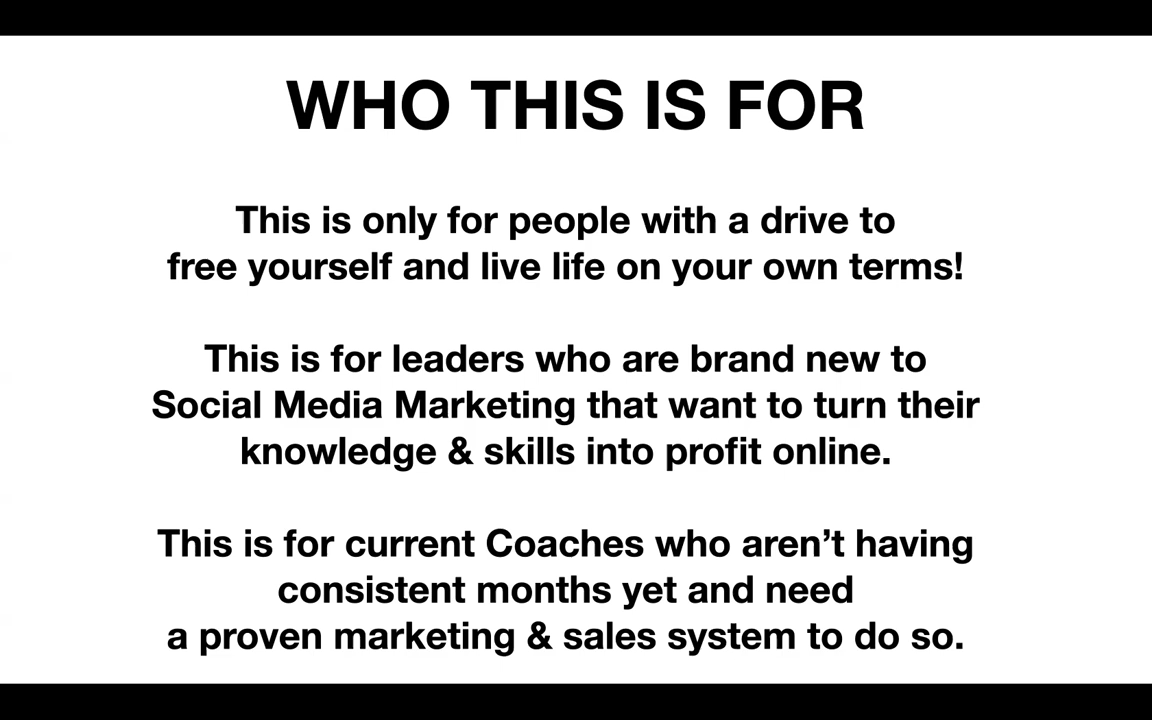 WHO THIS IS FOR
This is only for people with a drive to
free yourself and live life on your own terms!
This is for leaders who are brand new to
Social Media Marketing that want to turn their
knowledge & skills into profit online.
This is for current Coaches who aren’t having
consistent months yet and need
a proven marketing & sales system to do so.